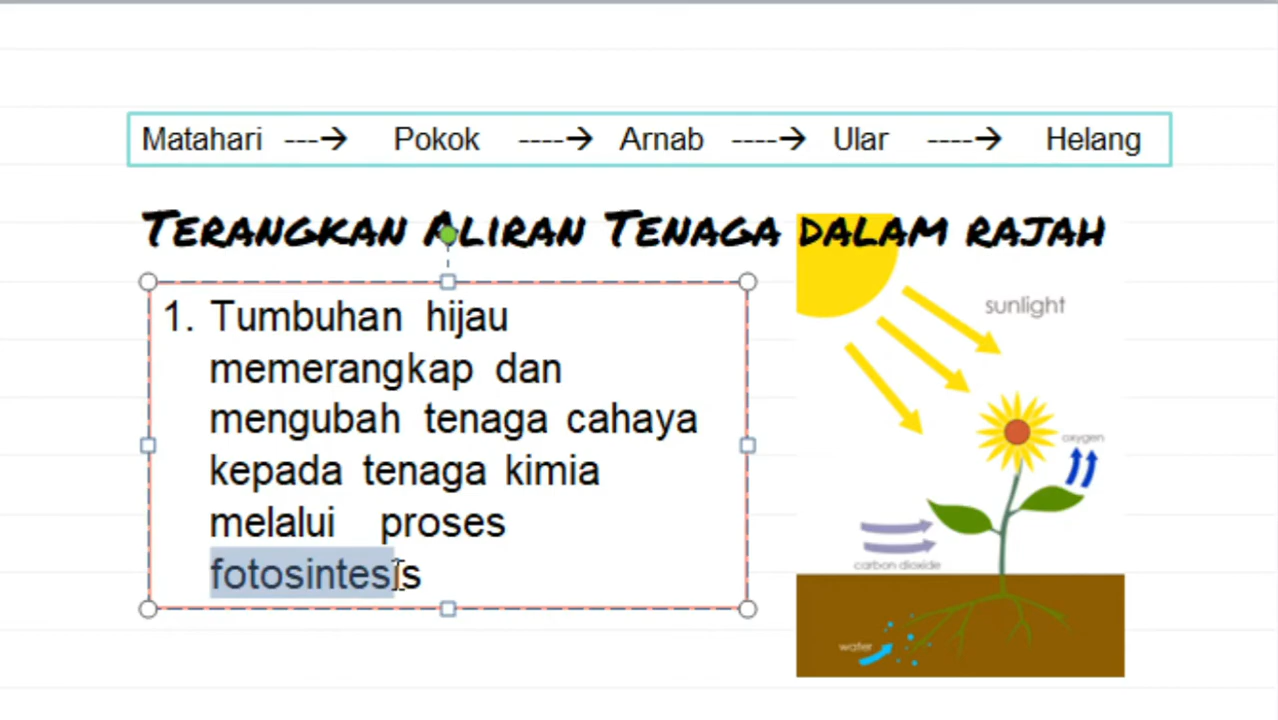 Matahari ---→ Pokok ----→ Arnab ----→ Ular ----→ Helang
TERANGKAN ALIRAN TENAGA DALAM RAJAH
1. Tumbuhan hijau
memerangkap dan
mengubah tenaga cahaya
kepada tenaga kimia
melalui proses
fotosintesis
sunlight
oxygen
carbon dioxide
water